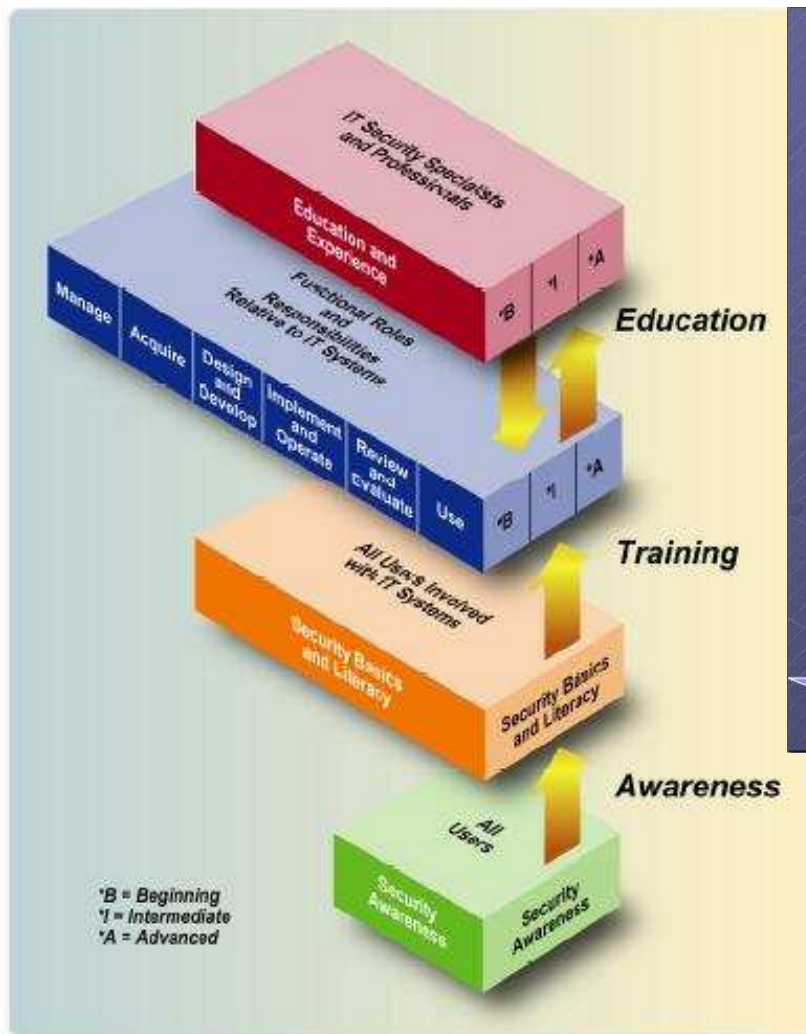 IT Security Specialists
and Professionals
Education and
Experience
*B
*I
*A
Education
Functional Roles
and
Responsibilities
Relative to IT Systems
Manage
Acquire
Design
and
Develop
Implement
and
Operate
Review
and
Evaluate
Use
*B
*I
*A
Training
All Users Involved
with IT Systems
Security Basics
and Literacy
Security Basics
and Literacy
Awareness
All
Users
Security
Awareness
Security
Awareness
*B = Beginning
*I = Intermediate
*A = Advanced